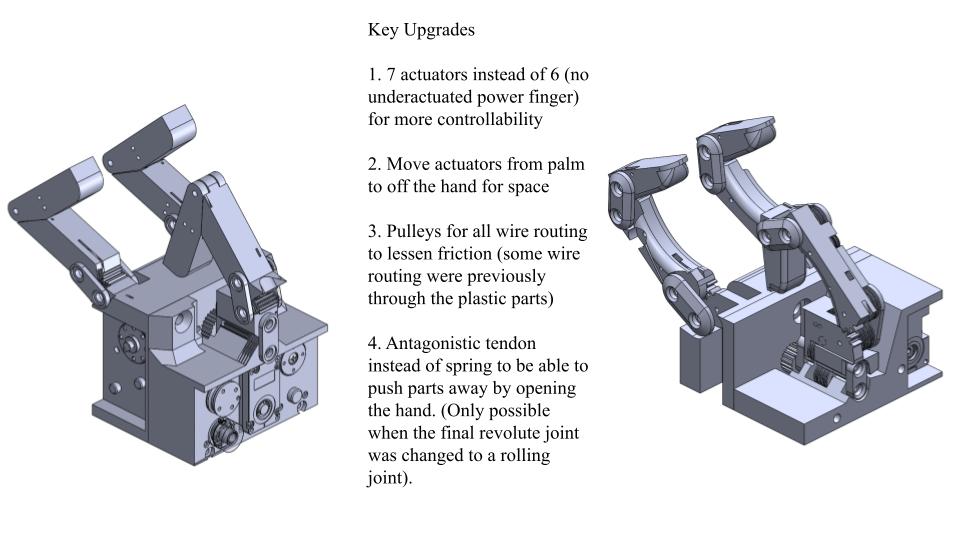 Key Upgrades
1. 7 actuators instead of 6 (no
underactuated power finger)
for more controllability
2. Move actuators from palm
to off the hand for space
3. Pulleys for all wire routing
to lessen friction (some wire
routing were previously
through the plastic parts)
4. Antagonistic tendon
instead of spring to be able to
push parts away by opening
the hand. (Only possible
when the final revolute joint
was changed to a rolling
joint).